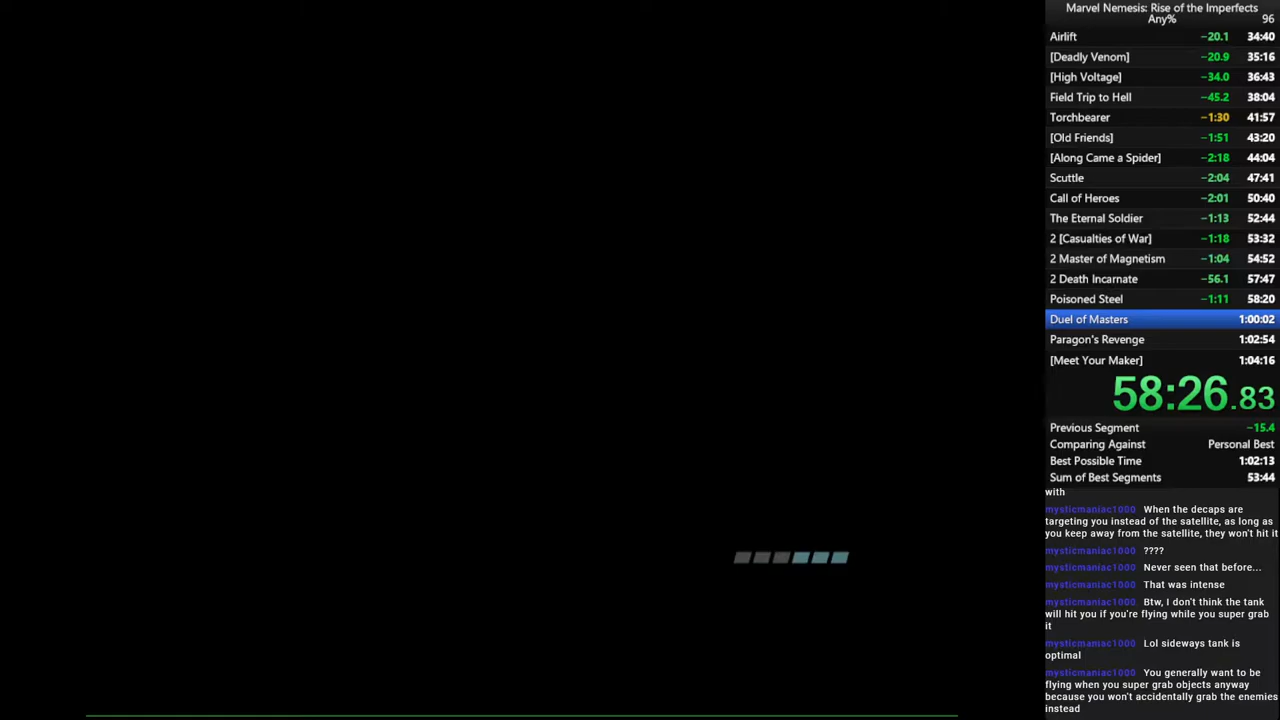 Marvel Nemesis: Rise of the Imperfects
Any% 96
Airlift -20.1 34:40
[Deadly Venom] -20.9 35:16
[High Voltage] -34.0 36:43
Field Trip to Hell -45.2 38:04
Torchbearer -1:30 41:57
[Old Friends] -1:51 43:20
[Along Came a Spider] -2:18 44:04
Scuttle -2:04 47:41
Call of Heroes -2:01 50:40
The Eternal Soldier -1:13 52:44
2 [Casualties of War] -1:18 53:32
2 Master of Magnetism -1:04 54:52
2 Death Incarnate -56.1 57:47
Poisoned Steel -1:11 58:20
Duel of Masters 1:00:02
Paragon's Revenge 1:02:54
[Meet Your Maker] 1:04:16
58:26.83
Previous Segment -15.4
Comparing Against Personal Best
Best Possible Time 1:02:13
Sum of Best Segments 53:44
with
mysticmaniac1000 When the decaps are
targeting you instead of the satellite, as long as
you keep away from the satellite, they won't hit it
mysticmaniac1000 ????
mysticmaniac1000 Never seen that before...
mysticmaniac1000 That was intense
mysticmaniac1000 Btw, I don't think the tank
will hit you if you're flying while you super grab
it
mysticmaniac1000 Lol sideways tank is
optimal
mysticmaniac1000 You generally want to be
flying when you super grab objects anyway
because you won't accidentally grab the enemies
instead